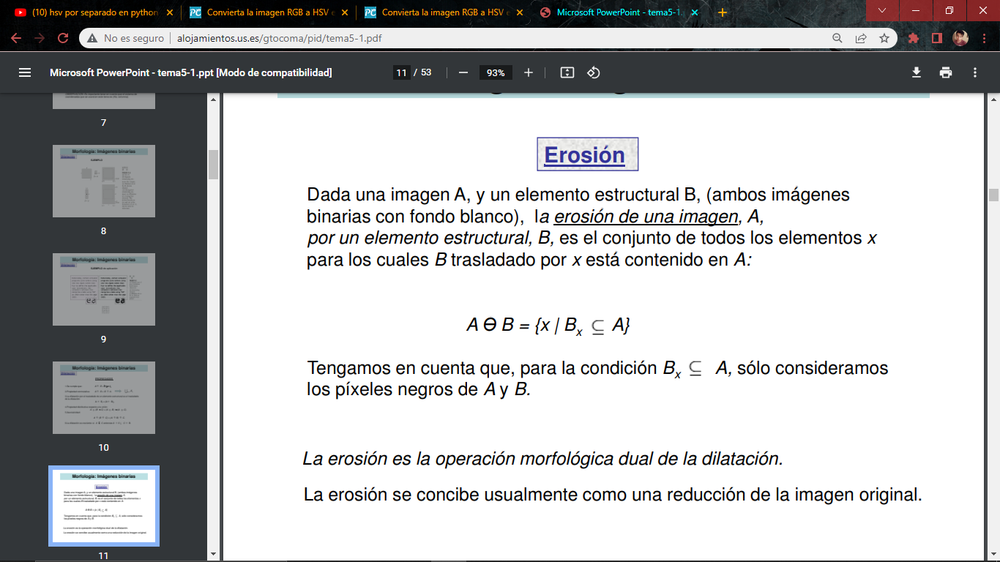 (10) hsv por separado en python
Convierta la imagen RGB a HSV e
Convierta la imagen RGB a HSV e
Microsoft PowerPoint - tema5-1.
No es seguro
alojamientos.us.es/gtocoma/pid/tema5-1.pdf
Microsoft PowerPoint - tema5-1.ppt [Modo de compatibilidad]
11 / 53
93%
7
Morfología: Imágenes binarias
8
Morfología: Imágenes binarias
9
Morfología: Imágenes binarias
10
Morfología: Imágenes binarias
Erosión
11
Erosión
Dada una imagen A, y un elemento estructural B, (ambos imágenes
binarias con fondo blanco), la erosión de una imagen, A,
por un elemento estructural, B, es el conjunto de todos los elementos x
para los cuales B trasladado por x está contenido en A:
A Ө B = {x | Bx ⊆ A}
Tengamos en cuenta que, para la condición Bx ⊆ A, sólo consideramos
los píxeles negros de A y B.
La erosión es la operación morfológica dual de la dilatación.
La erosión se concibe usualmente como una reducción de la imagen original.